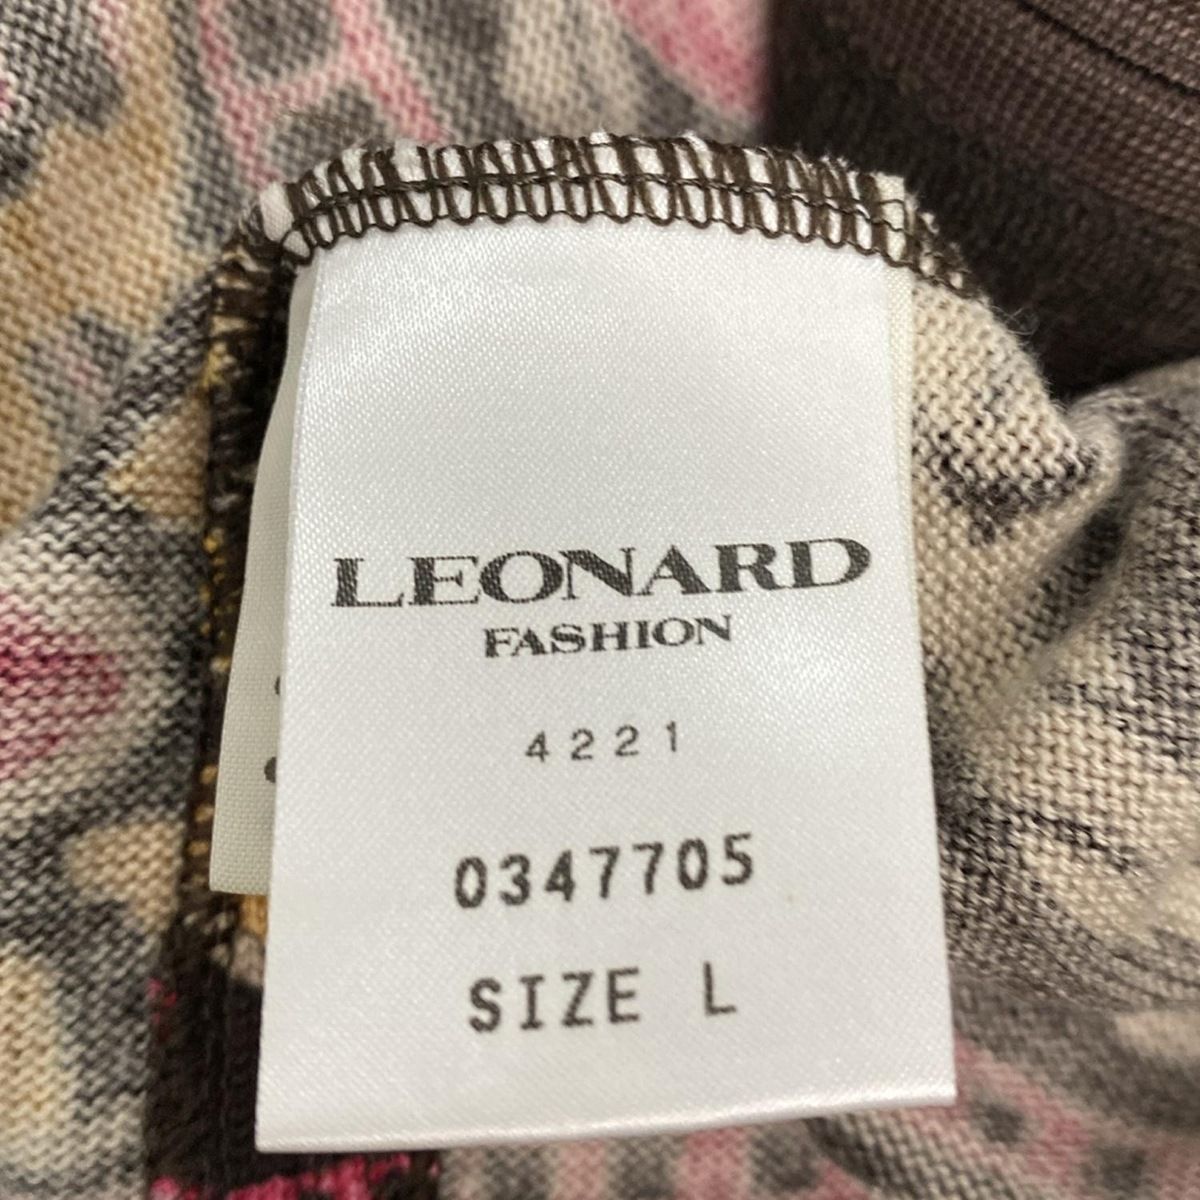 LEONARD
FASHION
4221
0347705
SIZE L